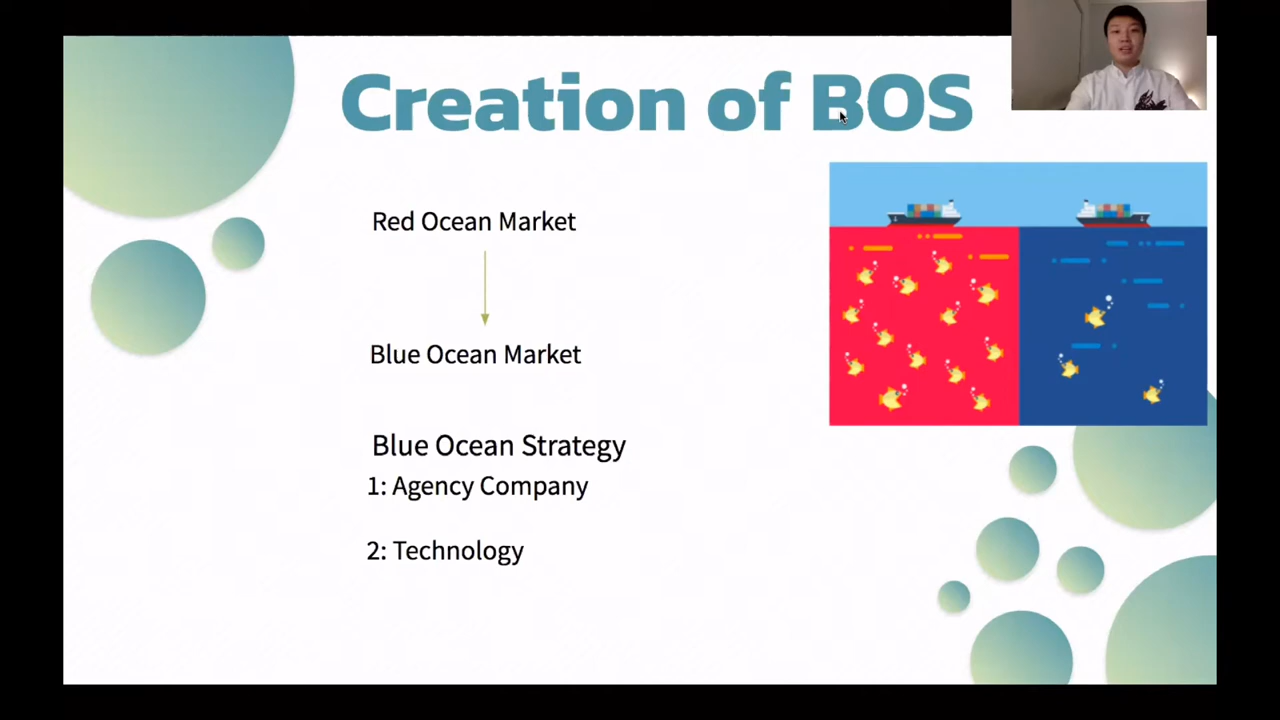 Creation of BOS
Red Ocean Market
Blue Ocean Market
Blue Ocean Strategy
1: Agency Company
2: Technology